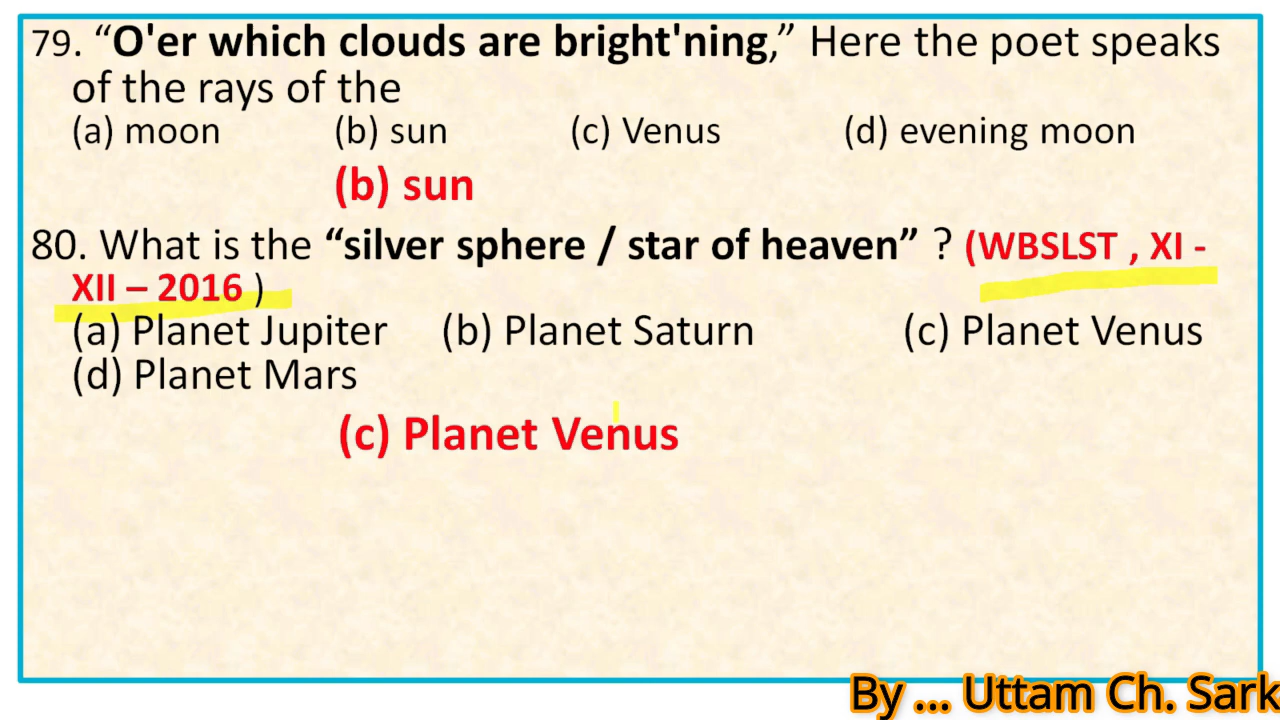 79. “O'er which clouds are bright'ning,” Here the poet speaks
of the rays of the
(a) moon (b) sun (c) Venus (d) evening moon
(b) sun
80. What is the “silver sphere / star of heaven” ? (WBSLST , XI -
XII – 2016 )
(a) Planet Jupiter (b) Planet Saturn (c) Planet Venus
(d) Planet Mars
(c) Planet Venus
By ... Uttam Ch. Sark